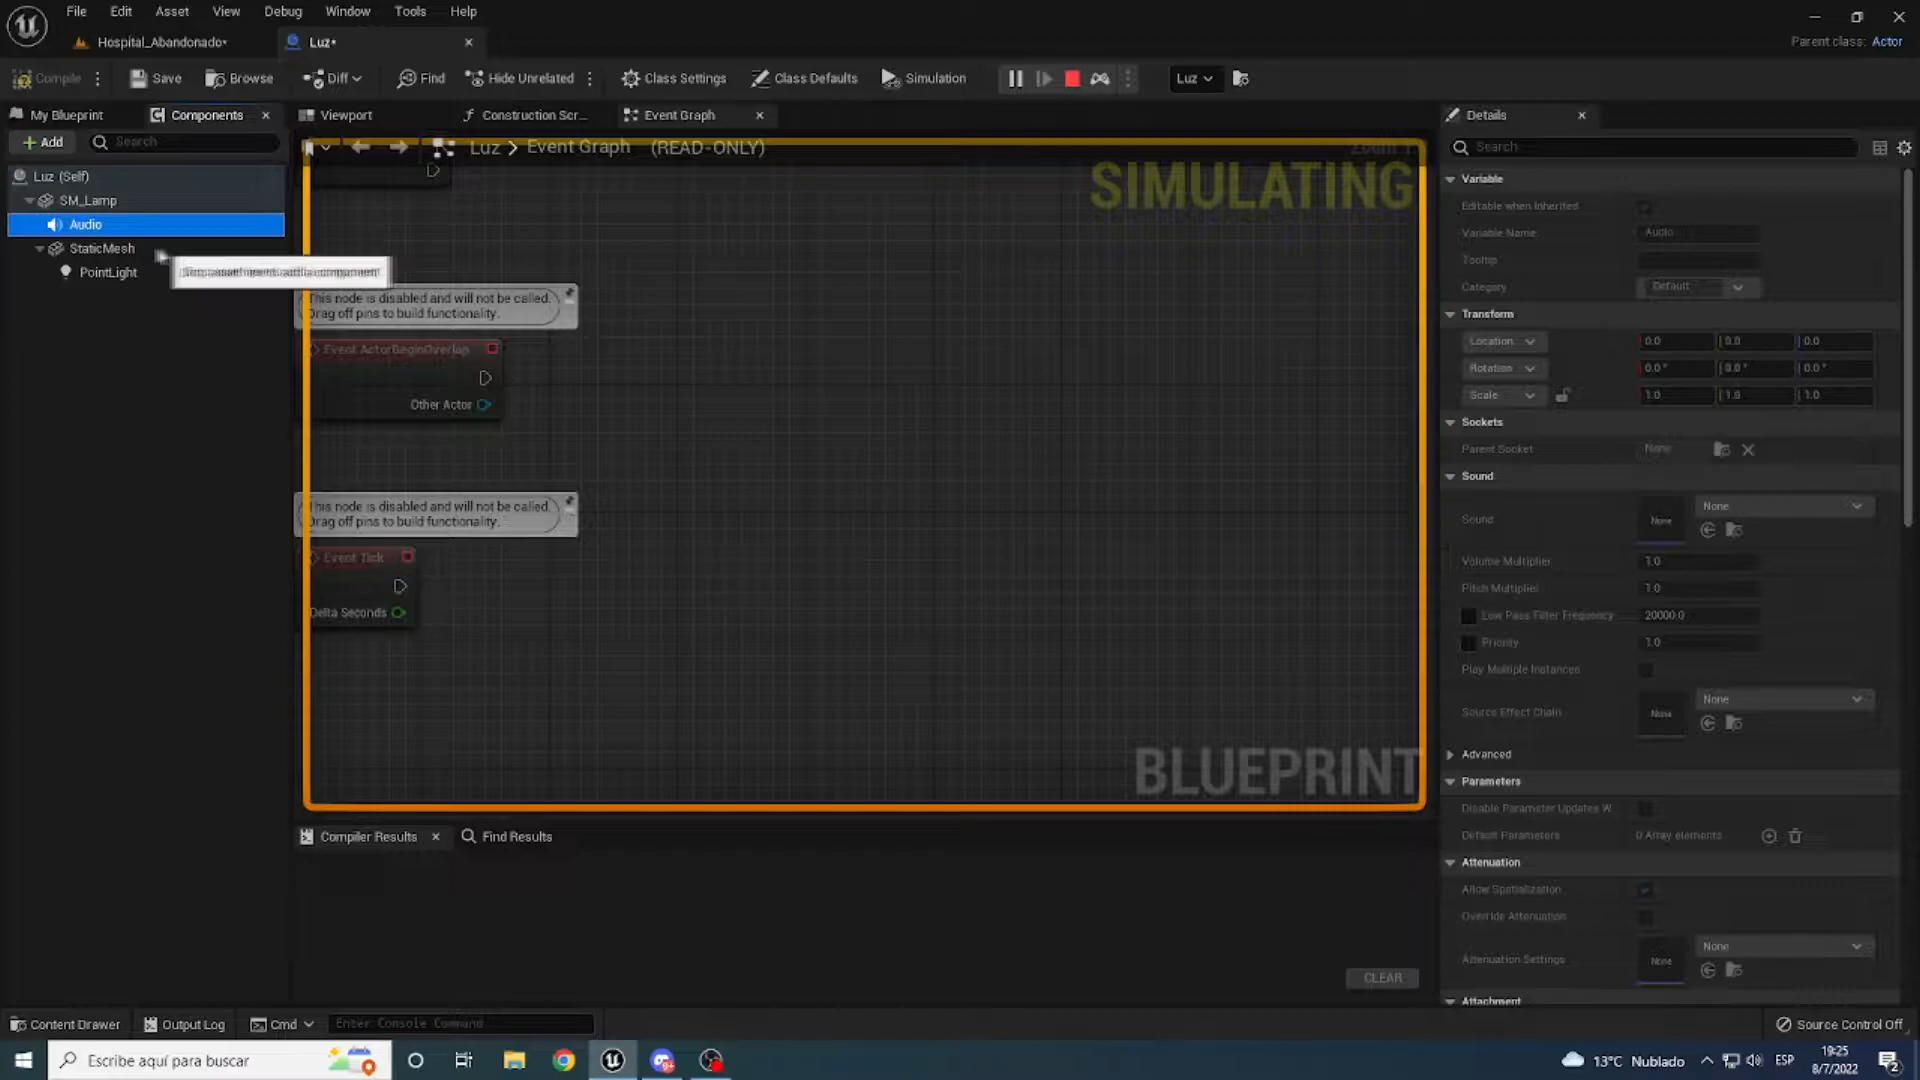 File Edit Asset View Debug Window Tools Help
Hospital_Abandonado•
Luz•
Parent class: Actor
Compile
Save
Browse
Diff
Find
Hide Unrelated
Class Settings
Class Defaults
Simulation
Luz
My Blueprint
Components
Viewport
Construction Scr...
Event Graph
Details
Add
Search
Luz > Event Graph (READ-ONLY)
SIMULATING
Search
Luz (Self)
SM_Lamp
Audio
StaticMesh
PointLight
This node is disabled and will not be called.
Drag off pins to build functionality.
Event ActorBeginOverlap
Other Actor
This node is disabled and will not be called.
Drag off pins to build functionality.
Event Tick
Delta Seconds
BLUEPRINT
Variable
Editable when Inherited
Variable Name Audio
Tooltip
Category Default
Transform
Location 0.0 0.0 0.0
Rotation 0.0° 0.0° 0.0°
Scale 1.0 1.0 1.0
Sockets
Parent Socket None
Sound
Sound None None
Volume Multiplier 1.0
Pitch Multiplier 1.0
Low Pass Filter Frequency 20000.0
Priority 1.0
Play Multiple Instances
Source Effect Chain None None
Advanced
Parameters
Disable Parameter Updates W
Default Parameters 0 Array elements
Attenuation
Allow Spatialization
Override Attenuation
Attenuation Settings None None
Attachment
Compiler Results
Find Results
CLEAR
Content Drawer
Output Log
Cmd
Enter Console Command
Source Control Off
Escribe aquí para buscar
13°C Nublado
ESP
19:25
8/7/2022
2